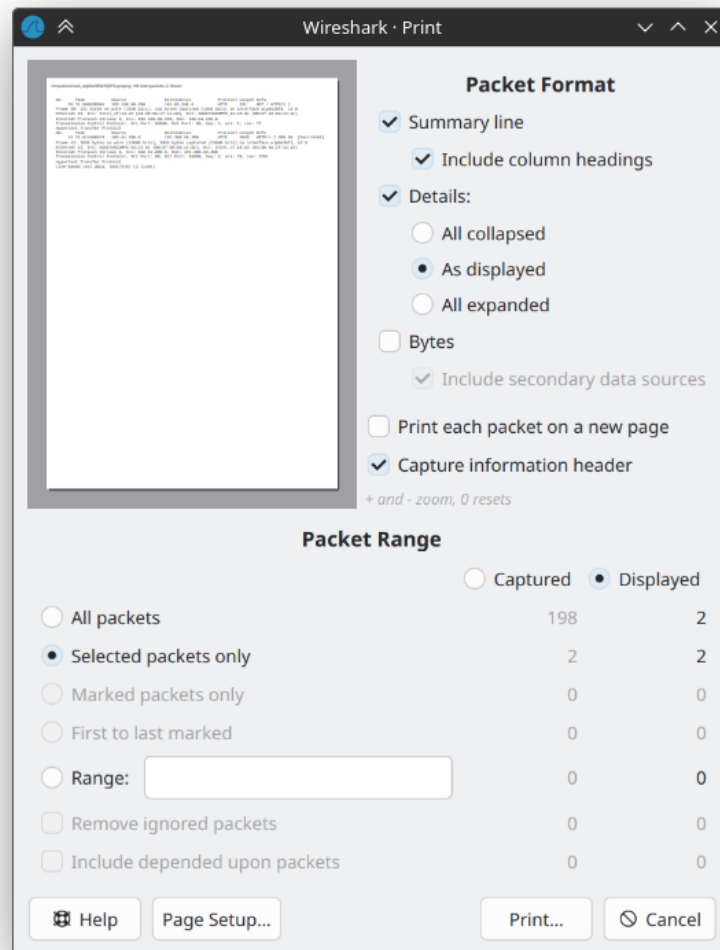 Wireshark · Print
Packet Format
Summary line
Include column headings
Details:
All collapsed
As displayed
All expanded
Bytes
Include secondary data sources
Print each packet on a new page
Capture information header
+ and - zoom, 0 resets
Packet Range
Captured Displayed
All packets 198 2
Selected packets only 2 2
Marked packets only 0 0
First to last marked 0 0
Range: 0 0
Remove ignored packets 0 0
Include depended upon packets 0 0
Help Page Setup... Print... Cancel